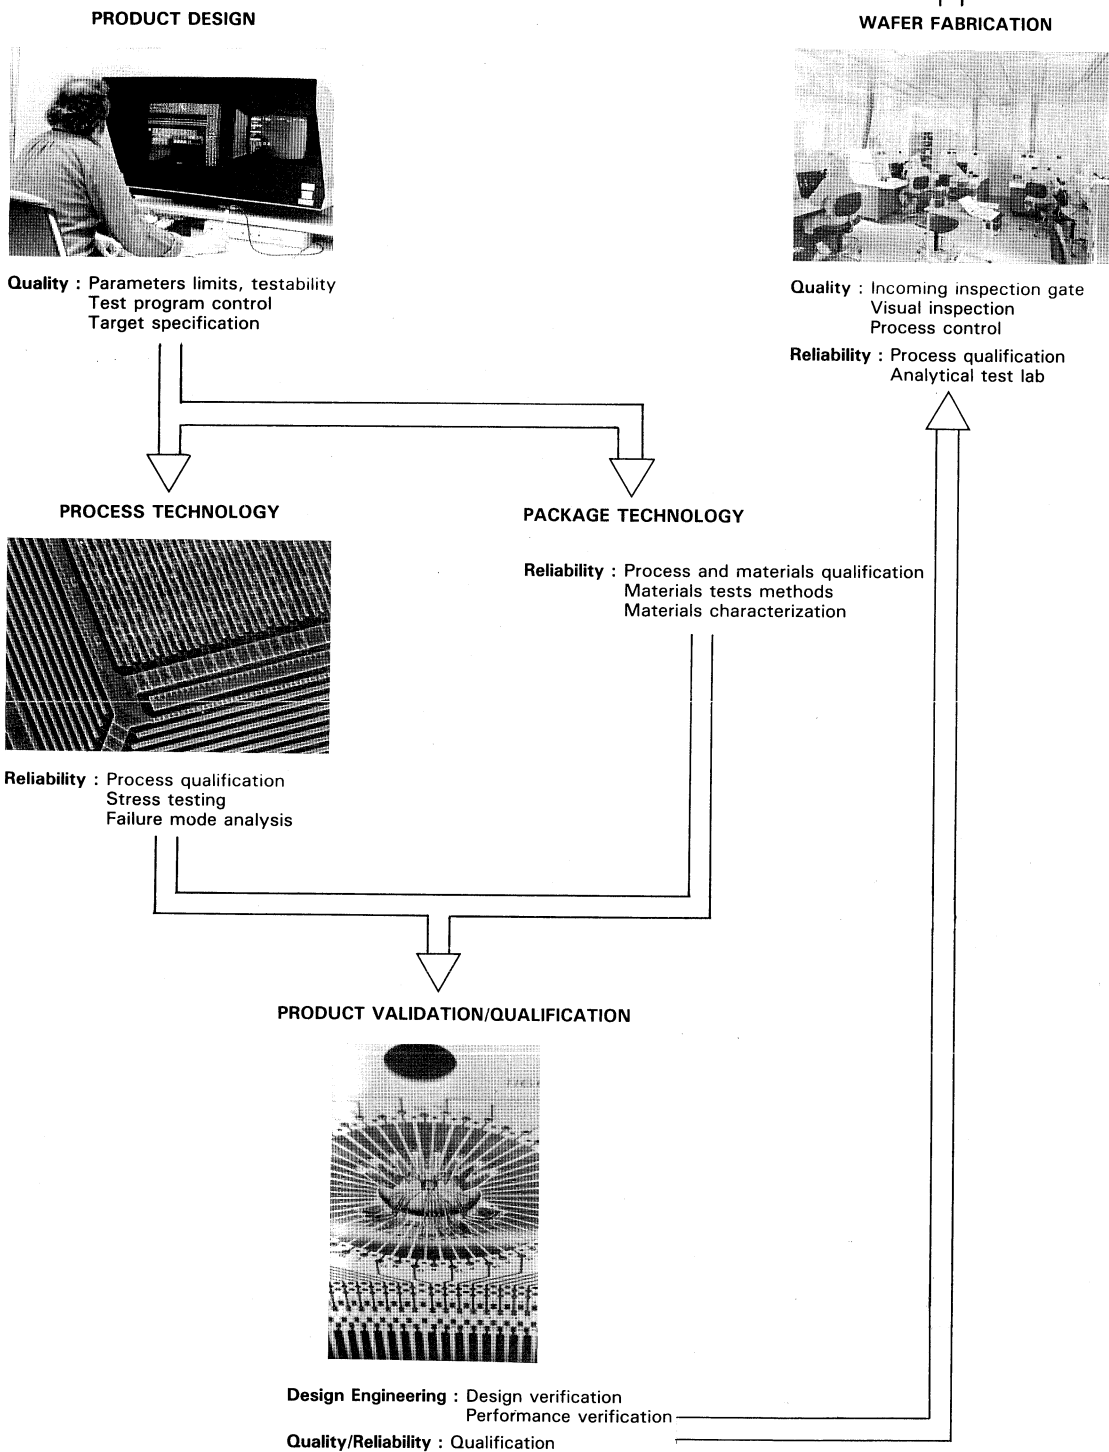 PRODUCT DESIGN
Quality : Parameters limits, testability
Test program control
Target specification
PROCESS TECHNOLOGY
Reliability : Process qualification
Stress testing
Failure mode analysis
PACKAGE TECHNOLOGY
Reliability : Process and materials qualification
Materials tests methods
Materials characterization
PRODUCT VALIDATION/QUALIFICATION
Design Engineering : Design verification
Performance verification
Quality/Reliability : Qualification
WAFER FABRICATION
Quality : Incoming inspection gate
Visual inspection
Process control
Reliability : Process qualification
Analytical test lab